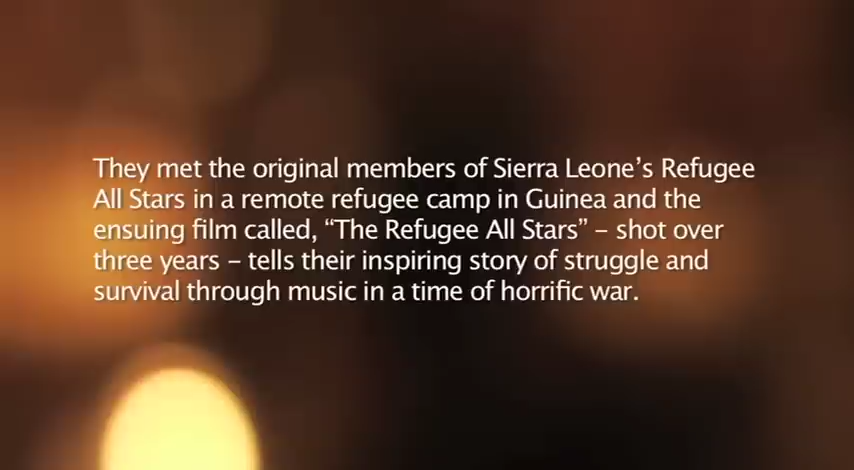 They met the original members of Sierra Leone’s Refugee
All Stars in a remote refugee camp in Guinea and the
ensuing film called, “The Refugee All Stars” – shot over
three years – tells their inspiring story of struggle and
survival through music in a time of horrific war.